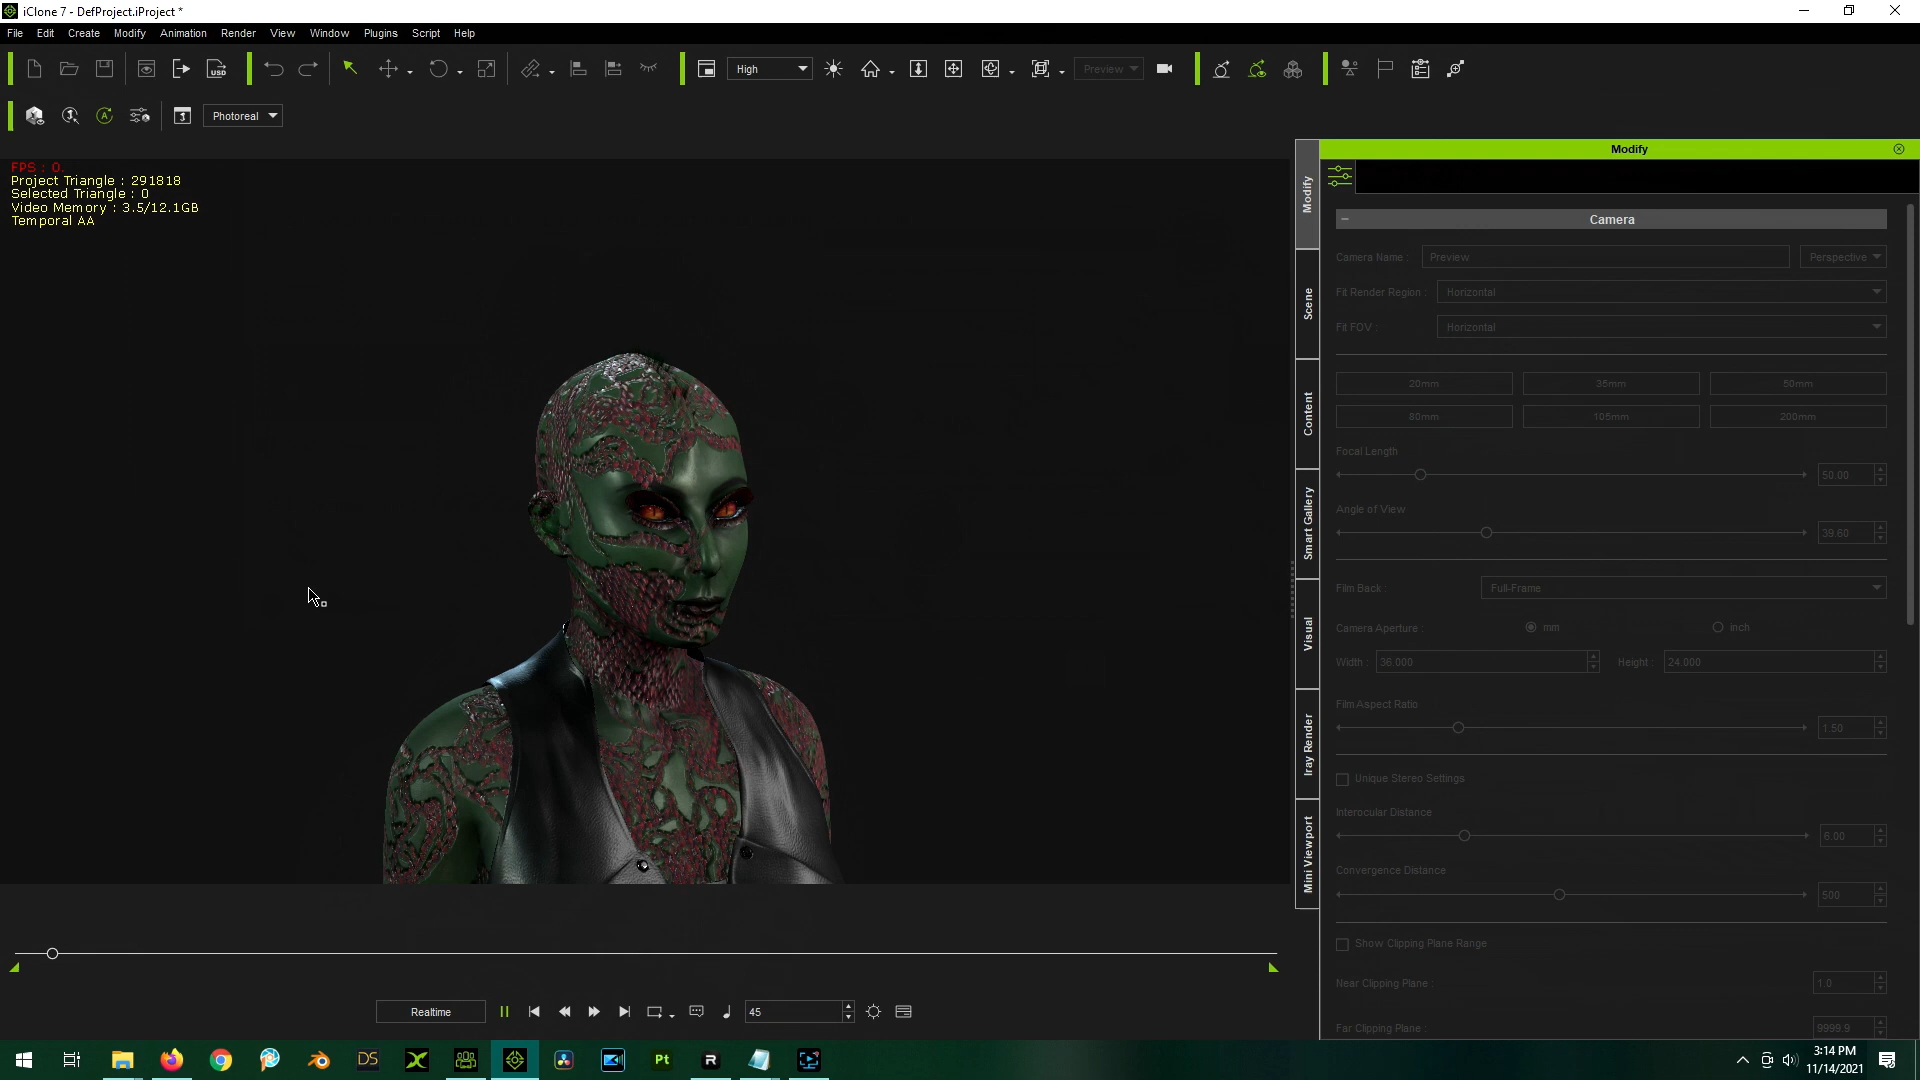 iClone 7 - DefProject.iProject *
File Edit Create Modify Animation Render View Window Plugins Script Help
USD High Preview
A Photoreal
Modify
FPS : 0.
Project Triangle : 291818
Selected Triangle : 0
Video Memory : 3.5/12.1GB
Temporal AA
Modify
Scene
Content
Smart Gallery
Visual
Iray Render
Mini Viewport
Camera
Camera Name : Preview Perspective
Fit Render Region : Horizontal
Fit FOV : Horizontal
20mm 35mm 50mm
80mm 105mm 200mm
Focal Length
50.00
Angle of View
39.60
Film Back : Full-Frame
Camera Aperture : mm inch
Width : 36.000 Height : 24.000
Film Aspect Ratio
1.50
Unique Stereo Settings
Interocular Distance
6.00
Convergence Distance
500
Show Clipping Plane Range
Near Clipping Plane : 1.0
Far Clipping Plane : 9999.9
Realtime 45
DS Pt R
3:14 PM
11/14/2021